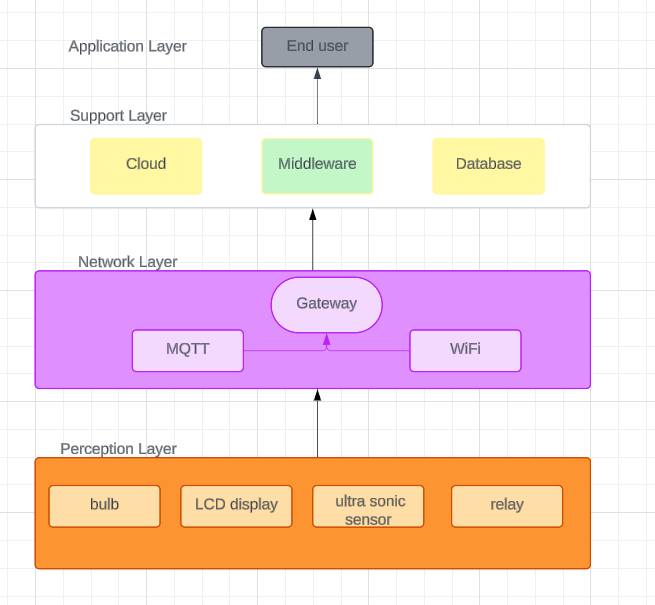 Application Layer
End user
Support Layer
Cloud
Middleware
Database
Network Layer
Gateway
MQTT
WiFi
Perception Layer
bulb
LCD display
ultra sonic
sensor
relay